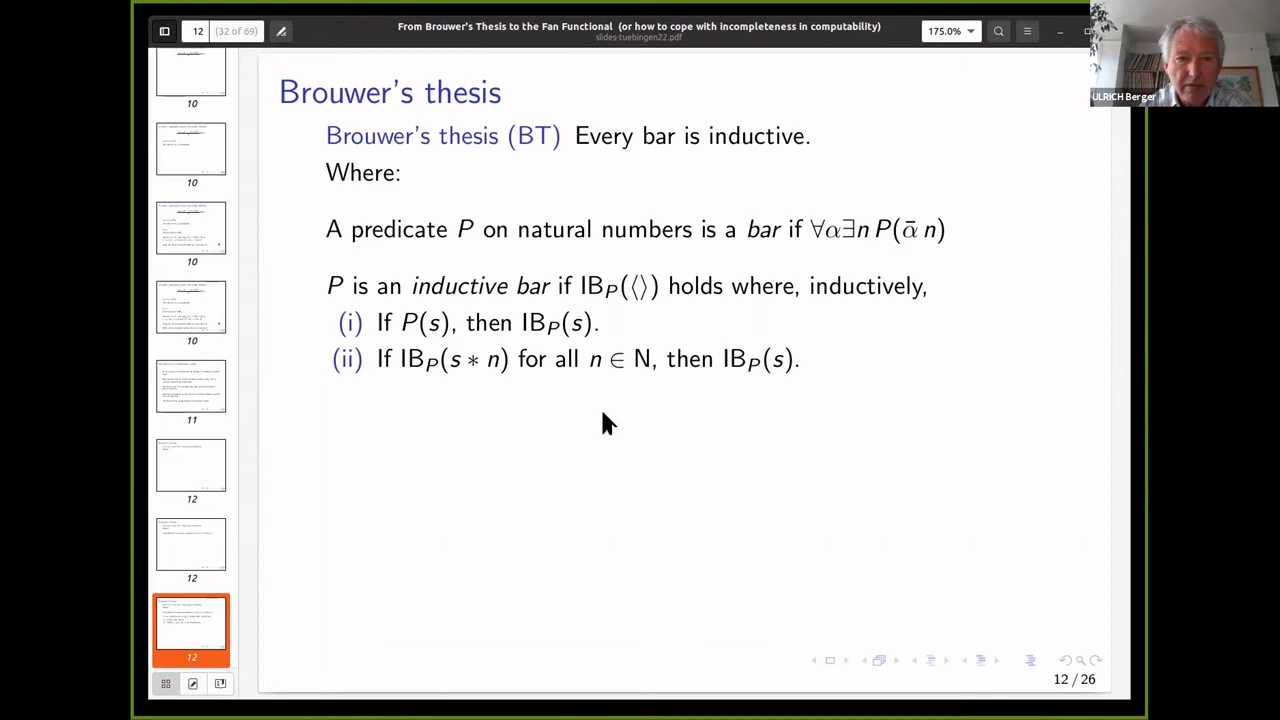 12 (32 of 69)
From Brouwer's Thesis to the Fan Functional (or how to cope with incompleteness in computability)
slides-tuebingen22.pdf
175.0%
ULRICH Berger
10
10
10
10
11
12
12
12
Brouwer's thesis
Brouwer's thesis (BT) Every bar is inductive.
Where:
A predicate P on natural numbers is a bar if ∀α∃n P(ᾱ n)
P is an inductive bar if IB_P(⟨⟩) holds where, inductively,
(i) If P(s), then IB_P(s).
(ii) If IB_P(s ∗ n) for all n ∈ N, then IB_P(s).
12 / 26